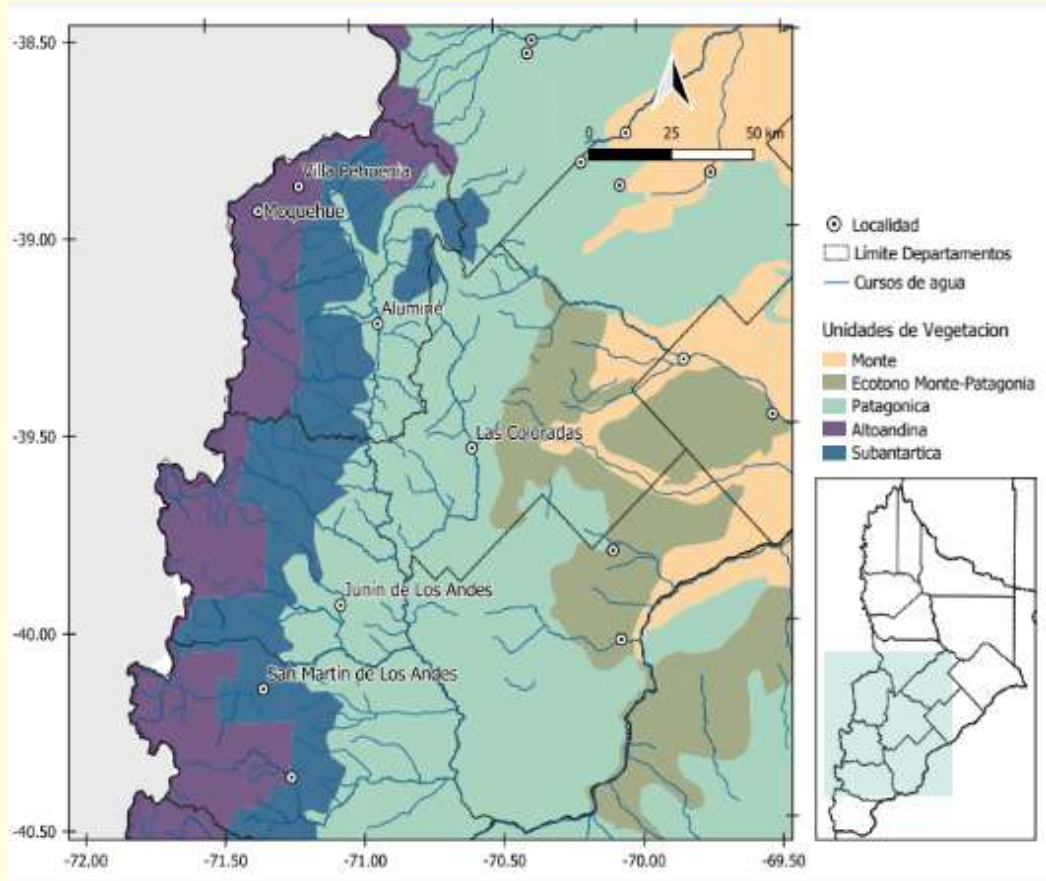 -38.50
-39.00
-39.50
-40.00
-40.50
-72.00
-71.50
-71.00
-70.50
-70.00
-69.50
0
25
50 km
Villa Pehuenia
Moquehue
Aluminé
Las Coloradas
Junin de Los Andes
San Martin de Los Andes
Localidad
Límite Departamentos
Cursos de agua
Unidades de Vegetacion
Monte
Ecotono Monte-Patagonia
Patagonica
Altoandina
Subantartica